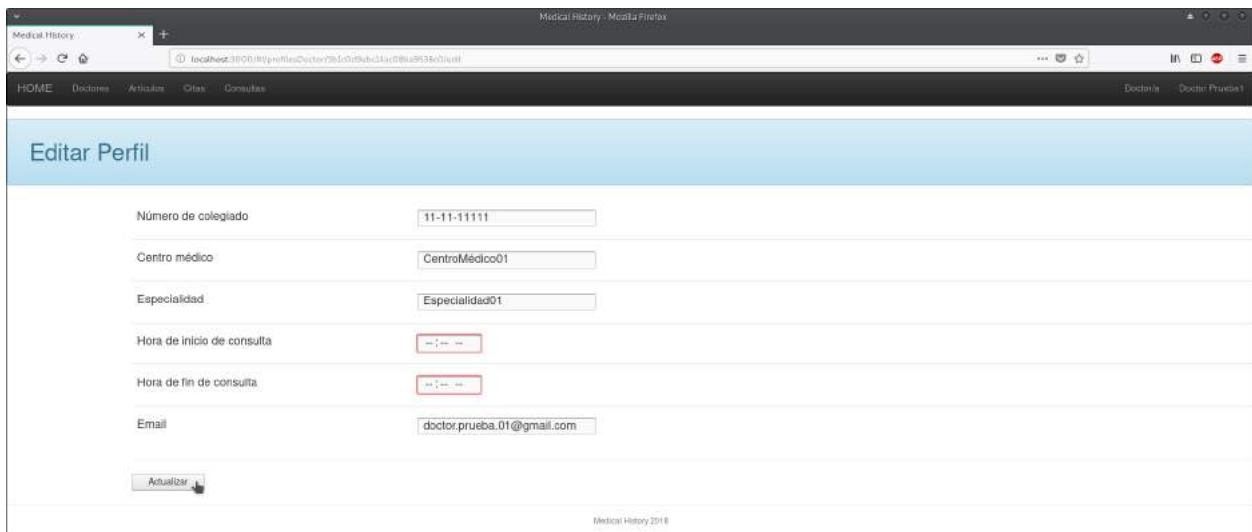 Medical History - Mozilla Firefox
Medical History
HOME Doctores Artículos Citas Consultas Doctor/a Doctor Prueba1
Editar Perfil
Número de colegiado 11-11-11111
Centro médico CentroMédico01
Especialidad Especialidad01
Hora de inicio de consulta --:-- --
Hora de fin de consulta --:-- --
Email doctor.prueba.01@gmail.com
Actualizar
Medical History 2018